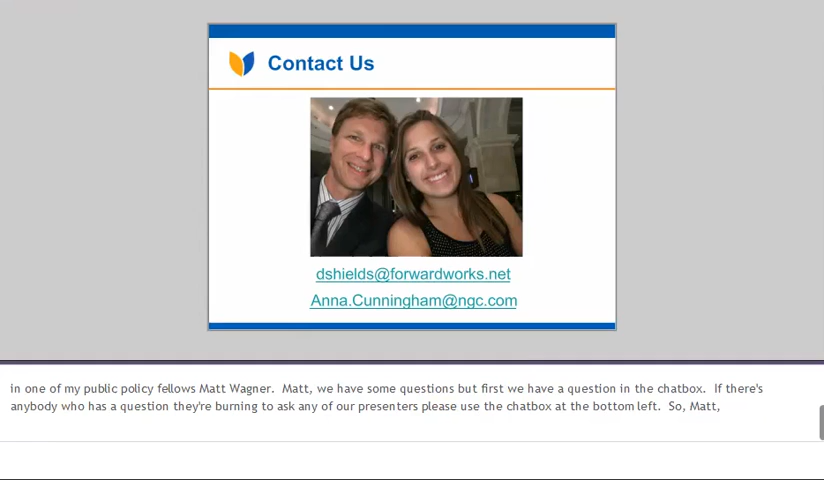 Contact Us
dshields@forwardworks.net
Anna.Cunningham@ngc.com
in one of my public policy fellows Matt Wagner.  Matt, we have some questions but first we have a question in the chatbox.  If there's
anybody who has a question they're burning to ask any of our presenters please use the chatbox at the bottom left.  So, Matt,